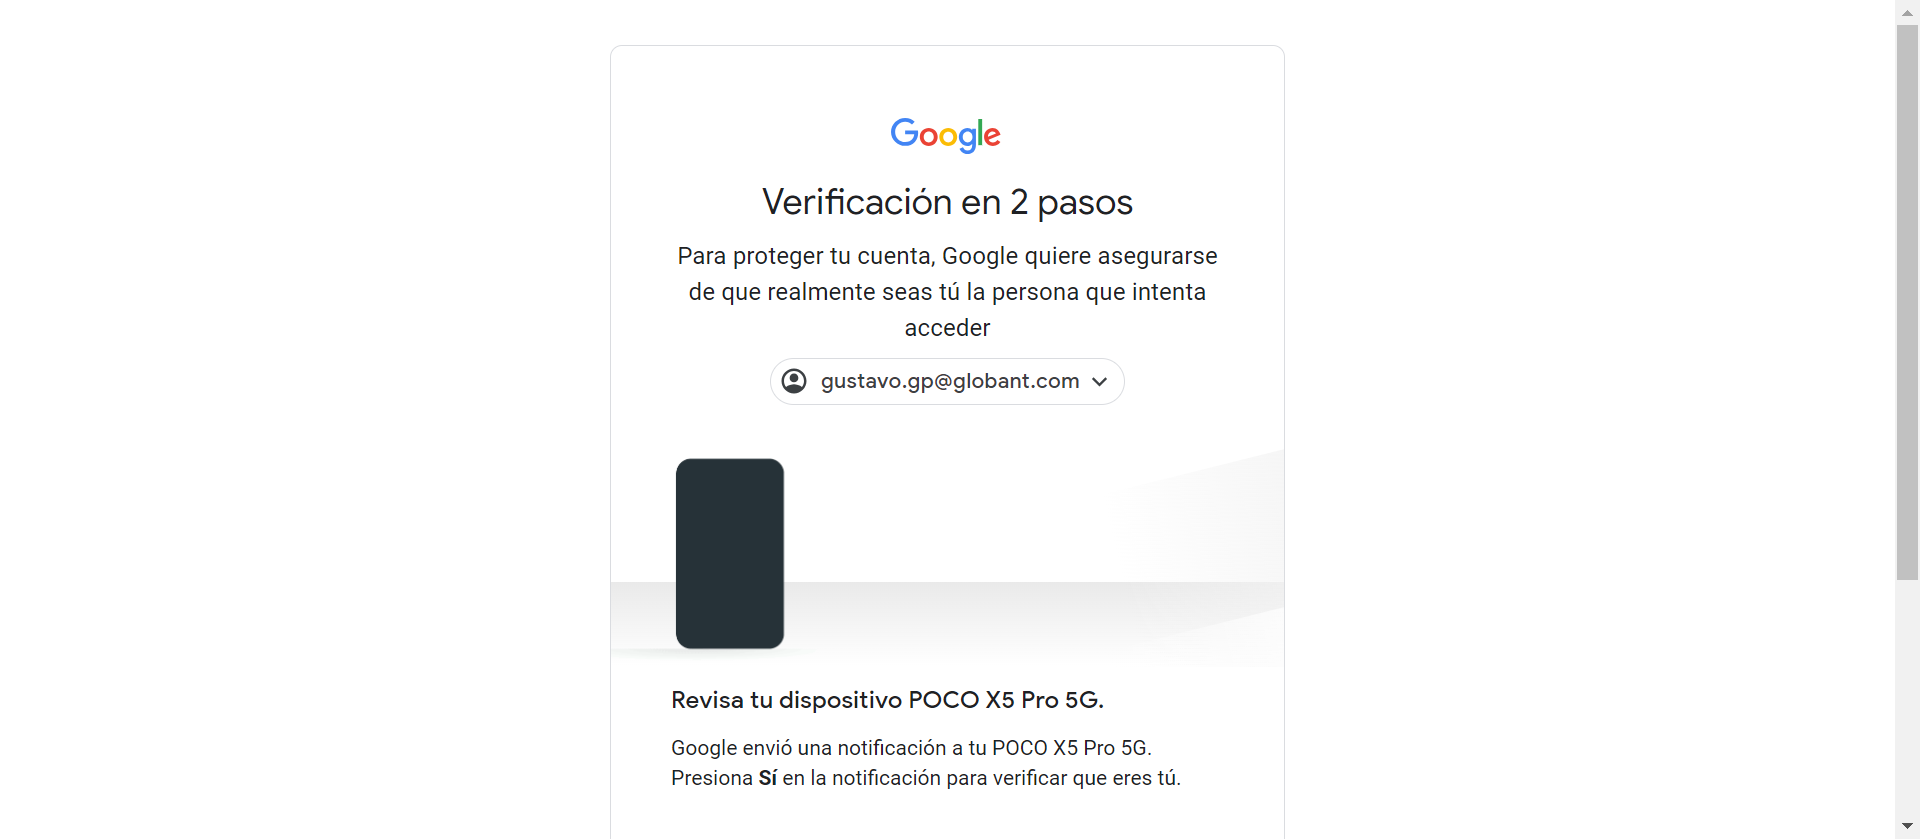 Google
Verificación en 2 pasos
Para proteger tu cuenta, Google quiere asegurarse
de que realmente seas tú la persona que intenta
acceder
gustavo.gp@globant.com
Revisa tu dispositivo POCO X5 Pro 5G.
Google envió una notificación a tu POCO X5 Pro 5G.
Presiona Sí en la notificación para verificar que eres tú.